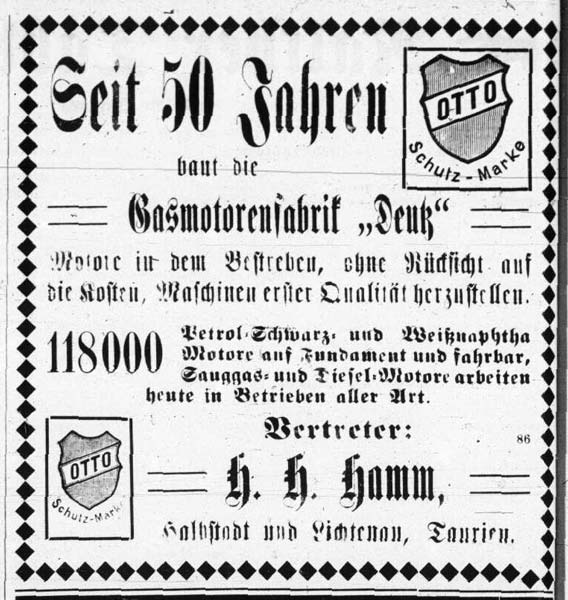 Seit 50 Jahren
OTTO
Schutz-Marke
baut die
Gasmotorenfabrik „Deutz“
Motore in dem Bestreben, ohne Rücksicht auf
die Kosten, Maschinen erster Qualität herzustellen.
118000
Petrol-Schwarz- und Weißnaphtha
Motore auf Fundament und fahrbar,
Sauggas- und Diesel-Motore arbeiten
heute in Betrieben aller Art.
Vertreter:
86
OTTO
Schutz-Marke
H. H. Hamm,
Halbstadt und Lichtenau, Taurien.